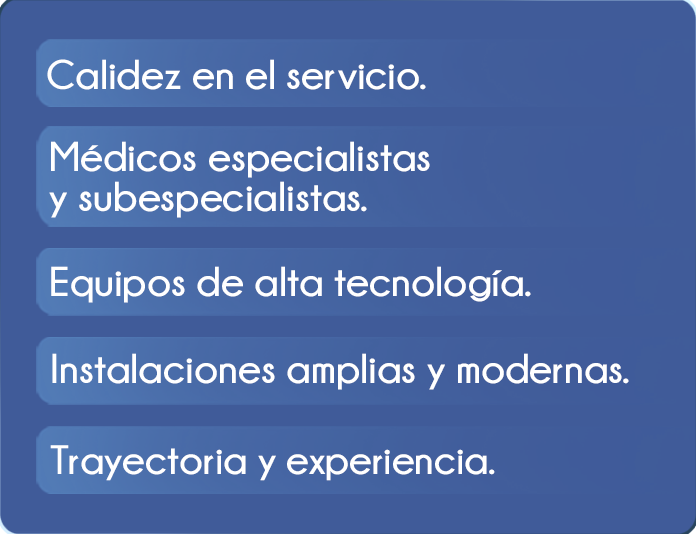 Calidez en el servicio.
Médicos especialistas
y subespecialistas.
Equipos de alta tecnología.
Instalaciones amplias y modernas.
Trayectoria y experiencia.